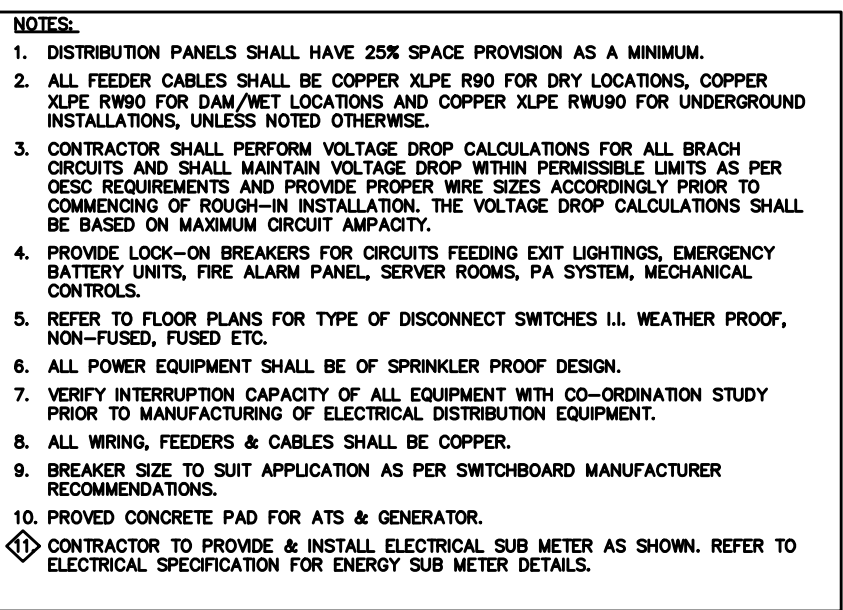 NOTES:
1. DISTRIBUTION PANELS SHALL HAVE 25% SPACE PROVISION AS A MINIMUM.
2. ALL FEEDER CABLES SHALL BE COPPER XLPE R90 FOR DRY LOCATIONS, COPPER
XLPE RW90 FOR DAM/WET LOCATIONS AND COPPER XLPE RWU90 FOR UNDERGROUND
INSTALLATIONS, UNLESS NOTED OTHERWISE.
3. CONTRACTOR SHALL PERFORM VOLTAGE DROP CALCULATIONS FOR ALL BRACH
CIRCUITS AND SHALL MAINTAIN VOLTAGE DROP WITHIN PERMISSIBLE LIMITS AS PER
OESC REQUIREMENTS AND PROVIDE PROPER WIRE SIZES ACCORDINGLY PRIOR TO
COMMENCING OF ROUGH-IN INSTALLATION. THE VOLTAGE DROP CALCULATIONS SHALL
BE BASED ON MAXIMUM CIRCUIT AMPACITY.
4. PROVIDE LOCK-ON BREAKERS FOR CIRCUITS FEEDING EXIT LIGHTINGS, EMERGENCY
BATTERY UNITS, FIRE ALARM PANEL, SERVER ROOMS, PA SYSTEM, MECHANICAL
CONTROLS.
5. REFER TO FLOOR PLANS FOR TYPE OF DISCONNECT SWITCHES I.I. WEATHER PROOF,
NON-FUSED, FUSED ETC.
6. ALL POWER EQUIPMENT SHALL BE OF SPRINKLER PROOF DESIGN.
7. VERIFY INTERRUPTION CAPACITY OF ALL EQUIPMENT WITH CO-ORDINATION STUDY
PRIOR TO MANUFACTURING OF ELECTRICAL DISTRIBUTION EQUIPMENT.
8. ALL WIRING, FEEDERS & CABLES SHALL BE COPPER.
9. BREAKER SIZE TO SUIT APPLICATION AS PER SWITCHBOARD MANUFACTURER
RECOMMENDATIONS.
10. PROVED CONCRETE PAD FOR ATS & GENERATOR.
11 CONTRACTOR TO PROVIDE & INSTALL ELECTRICAL SUB METER AS SHOWN. REFER TO
ELECTRICAL SPECIFICATION FOR ENERGY SUB METER DETAILS.